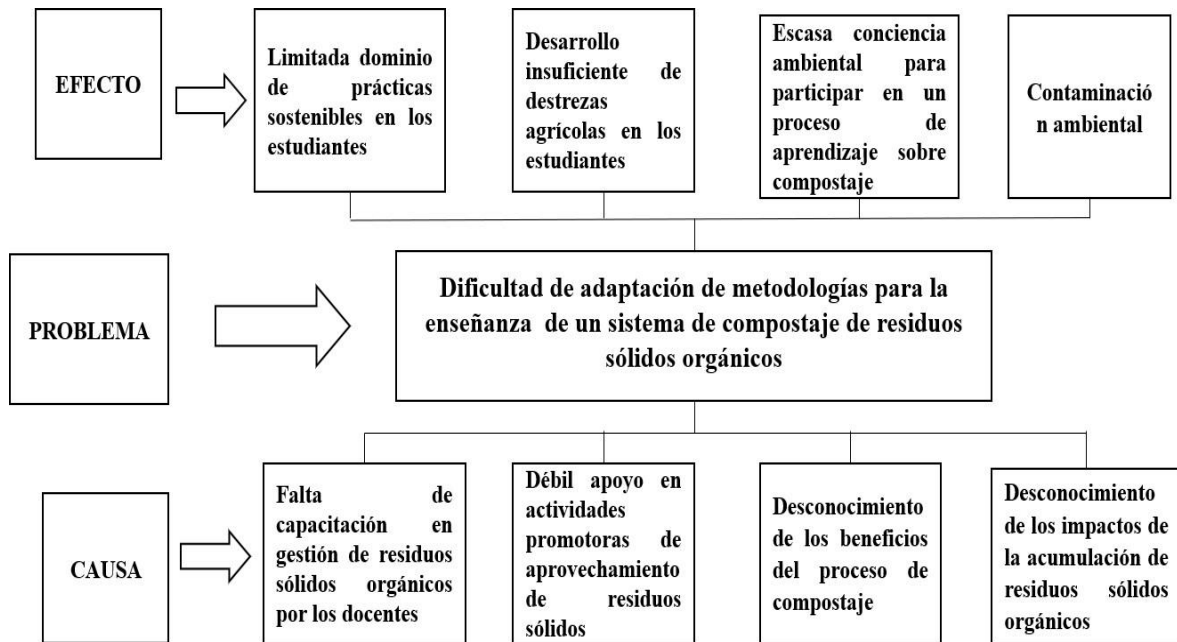 EFECTO
Limitada dominio
de prácticas
sostenibles en los
estudiantes
Desarrollo
insuficiente de
destrezas
agrícolas en los
estudiantes
Escasa conciencia
ambiental para
participar en un
proceso de
aprendizaje sobre
compostaje
Contaminació
n ambiental
PROBLEMA
Dificultad de adaptación de metodologías para la
enseñanza de un sistema de compostaje de residuos
sólidos orgánicos
CAUSA
Falta de
capacitación en
gestión de residuos
sólidos orgánicos
por los docentes
Débil apoyo en
actividades
promotoras de
aprovechamiento
de residuos
sólidos
Desconocimiento
de los beneficios
del proceso de
compostaje
Desconocimiento
de los impactos de
la acumulación de
residuos sólidos
orgánicos